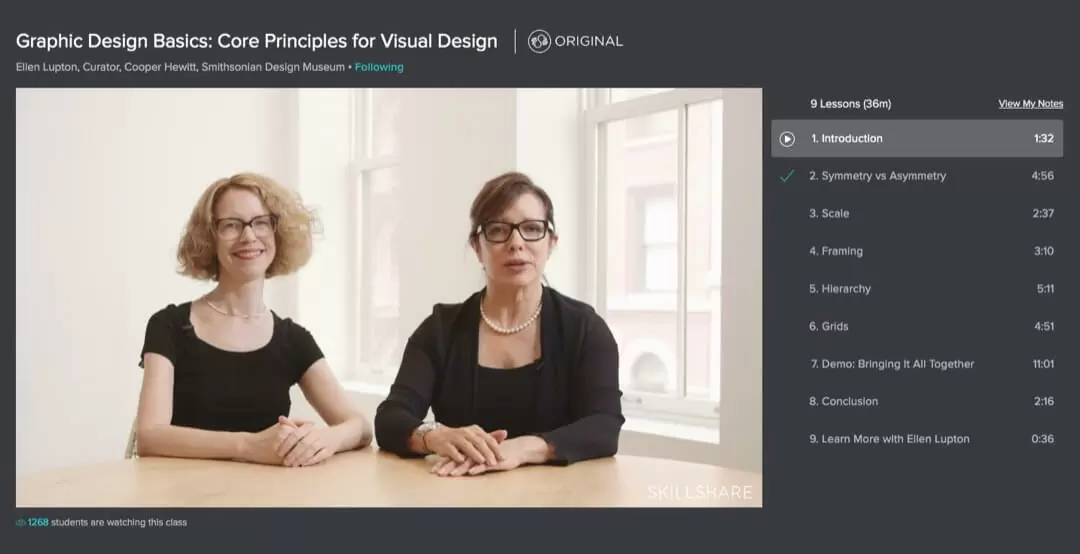 Graphic Design Basics: Core Principles for Visual Design
ORIGINAL
Ellen Lupton, Curator, Cooper Hewitt, Smithsonian Design Museum • Following
9 Lessons (36m)
View My Notes
1. Introduction 1:32
2. Symmetry vs Asymmetry 4:56
3. Scale 2:37
4. Framing 3:10
5. Hierarchy 5:11
6. Grids 4:51
7. Demo: Bringing It All Together 11:01
8. Conclusion 2:16
9. Learn More with Ellen Lupton 0:36
SKILLSHARE
1268 students are watching this class